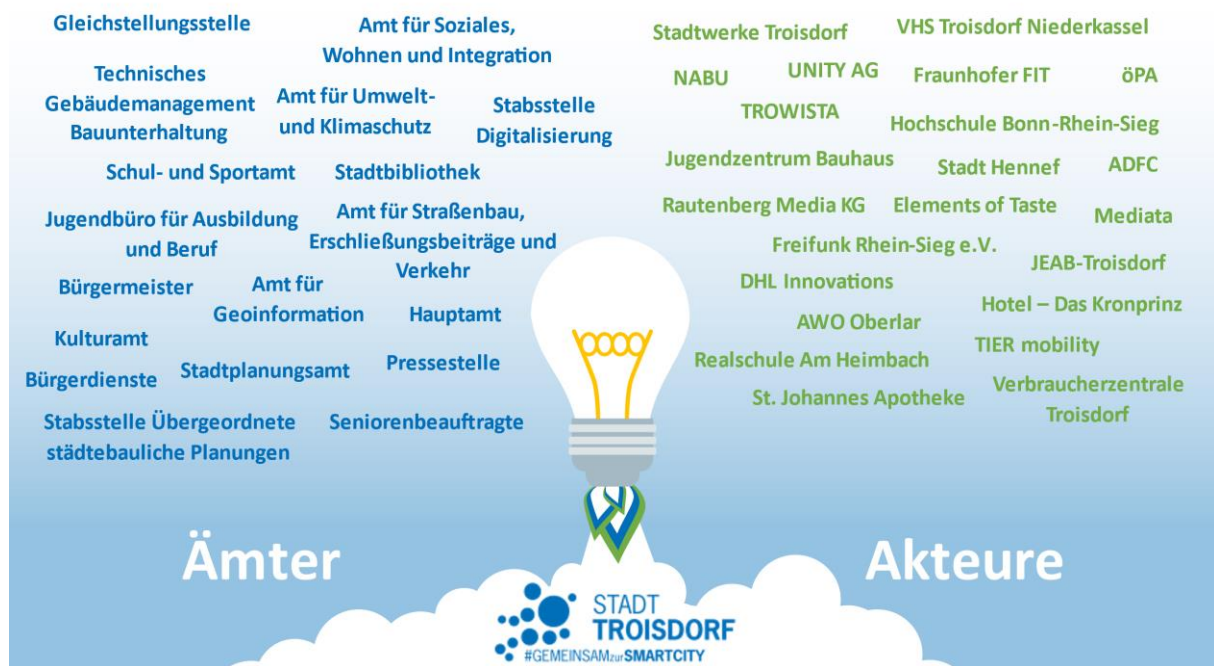 Gleichstellungsstelle
Amt für Soziales,
Wohnen und Integration
Technisches
Gebäudemanagement
Bauunterhaltung
Amt für Umwelt-
und Klimaschutz
Stabsstelle
Digitalisierung
Schul- und Sportamt
Stadtbibliothek
Jugendbüro für Ausbildung
und Beruf
Amt für Straßenbau,
Erschließungsbeiträge und
Verkehr
Bürgermeister
Amt für
Geoinformation
Hauptamt
Kulturamt
Bürgerdienste
Stadtplanungsamt
Pressestelle
Stabsstelle Übergeordnete
städtebauliche Planungen
Seniorenbeauftragte
Ämter
Stadtwerke Troisdorf
VHS Troisdorf Niederkassel
NABU
UNITY AG
Fraunhofer FIT
öPA
TROWISTA
Hochschule Bonn-Rhein-Sieg
Jugendzentrum Bauhaus
Stadt Hennef
ADFC
Rautenberg Media KG
Elements of Taste
Mediata
Freifunk Rhein-Sieg e.V.
JEAB-Troisdorf
DHL Innovations
Hotel – Das Kronprinz
AWO Oberlar
TIER mobility
Realschule Am Heimbach
St. Johannes Apotheke
Verbraucherzentrale
Troisdorf
Akteure
STADT
TROISDORF
#GEMEINSAMzurSMARTCITY